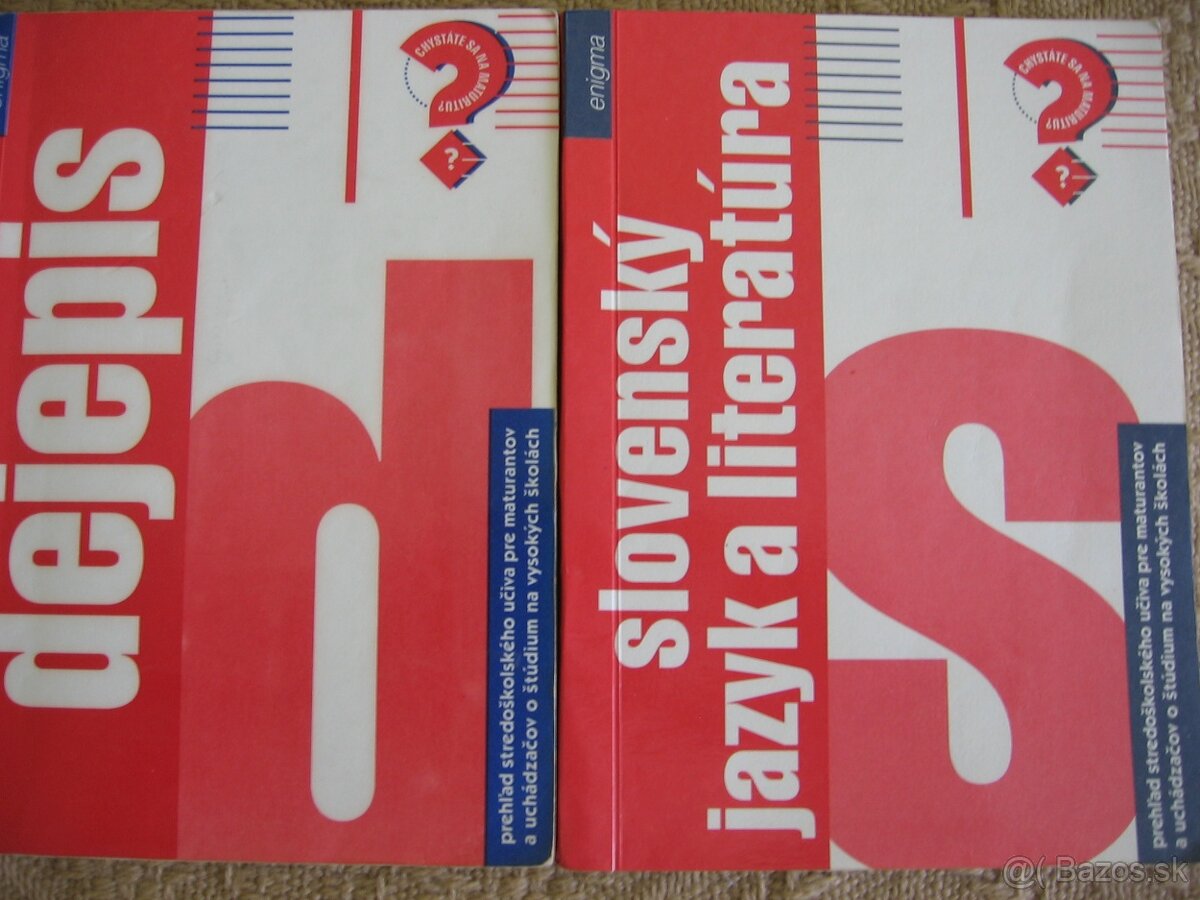 enigma
dejepis
CHYSTÁTE SA NA MATURITU?
?
prehľad stredoškolského učiva pre maturantov
a uchádzačov o štúdium na vysokých školách
enigma
slovenský
jazyk a literatúra
CHYSTÁTE SA NA MATURITU?
?
prehľad stredoškolského učiva pre maturantov
a uchádzačov o štúdium na vysokých školách
@( Bazos.sk